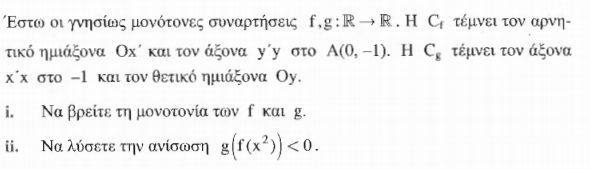 Έστω οι γνησίως μονότονες συναρτήσεις f,g:ℝ→ℝ. Η C_f τέμνει τον αρνη-
τικό ημιάξονα Ox΄ και τον άξονα y΄y στο A(0,−1). Η C_g τέμνει τον άξονα
x΄x στο −1 και τον θετικό ημιάξονα Oy.
i. Να βρείτε τη μονοτονία των f και g.
ii. Να λύσετε την ανίσωση g(f(x²))<0.